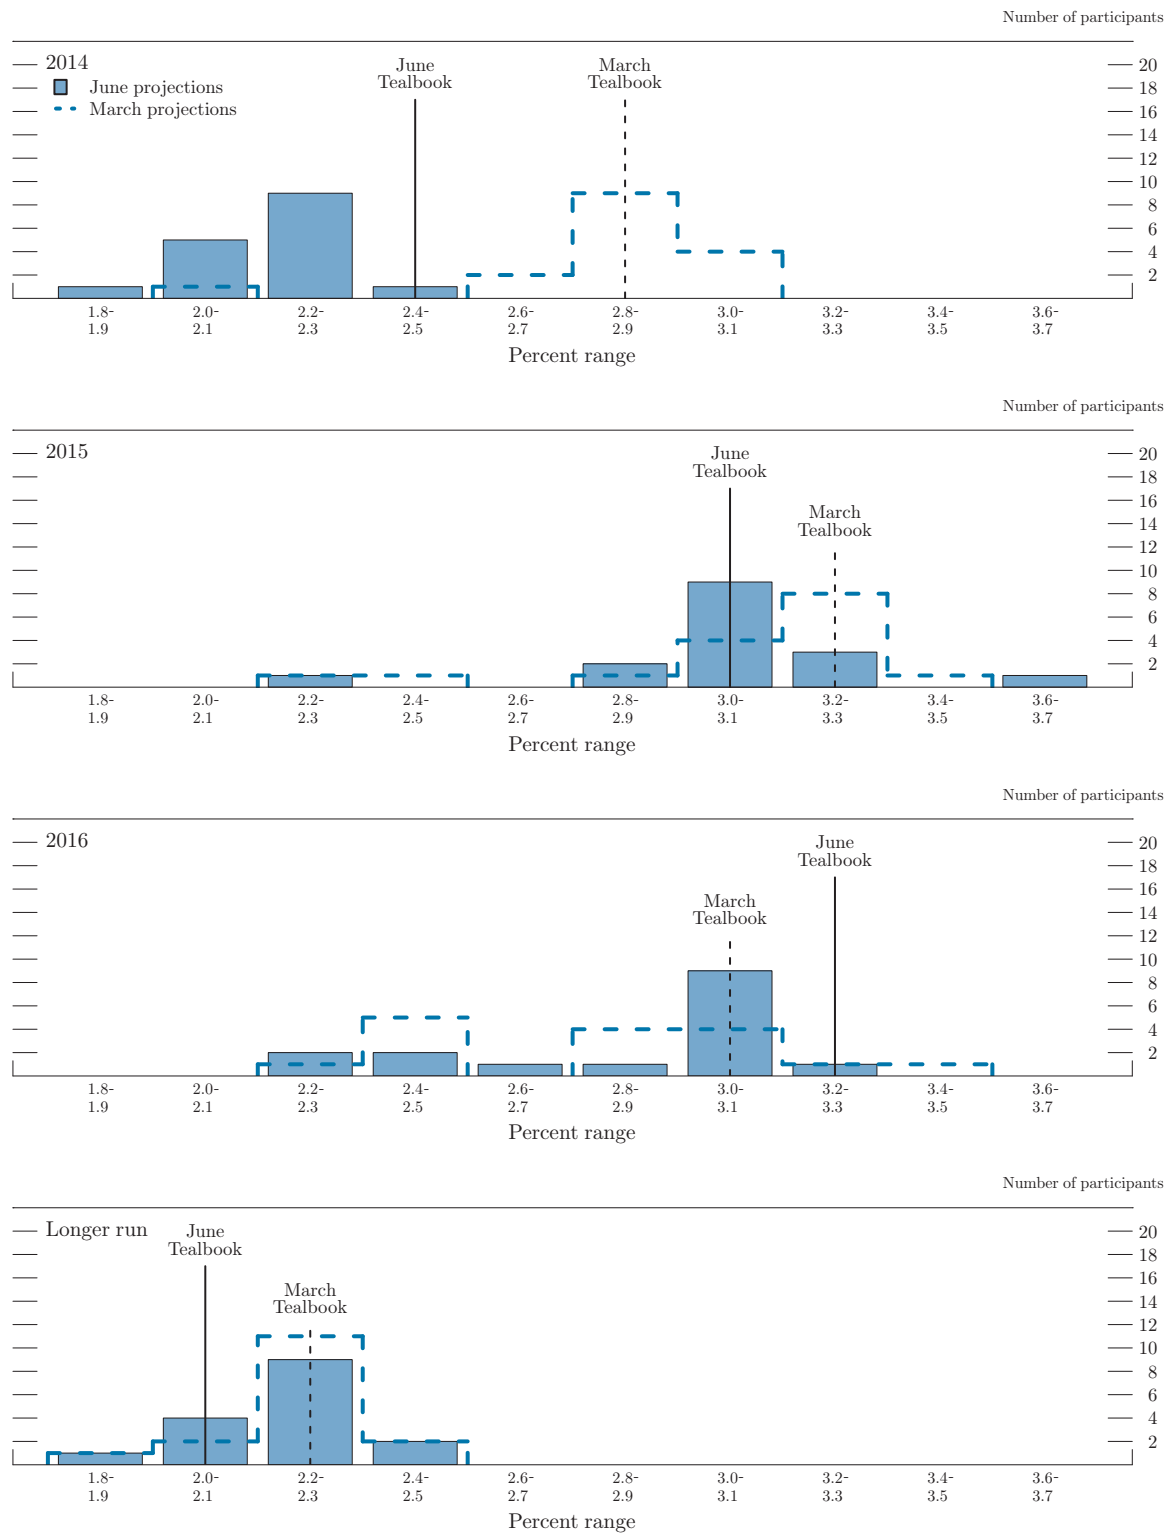 Number of participants
2014
June projections
March projections
June
Tealbook
March
Tealbook
20
18
16
14
12
10
8
6
4
2
1.8- 2.0- 2.2- 2.4- 2.6- 2.8- 3.0- 3.2- 3.4- 3.6-
1.9 2.1 2.3 2.5 2.7 2.9 3.1 3.3 3.5 3.7
Percent range
Number of participants
2015
June
Tealbook
March
Tealbook
20
18
16
14
12
10
8
6
4
2
1.8- 2.0- 2.2- 2.4- 2.6- 2.8- 3.0- 3.2- 3.4- 3.6-
1.9 2.1 2.3 2.5 2.7 2.9 3.1 3.3 3.5 3.7
Percent range
Number of participants
2016
March
Tealbook
June
Tealbook
20
18
16
14
12
10
8
6
4
2
1.8- 2.0- 2.2- 2.4- 2.6- 2.8- 3.0- 3.2- 3.4- 3.6-
1.9 2.1 2.3 2.5 2.7 2.9 3.1 3.3 3.5 3.7
Percent range
Number of participants
Longer run
June
Tealbook
March
Tealbook
20
18
16
14
12
10
8
6
4
2
1.8- 2.0- 2.2- 2.4- 2.6- 2.8- 3.0- 3.2- 3.4- 3.6-
1.9 2.1 2.3 2.5 2.7 2.9 3.1 3.3 3.5 3.7
Percent range